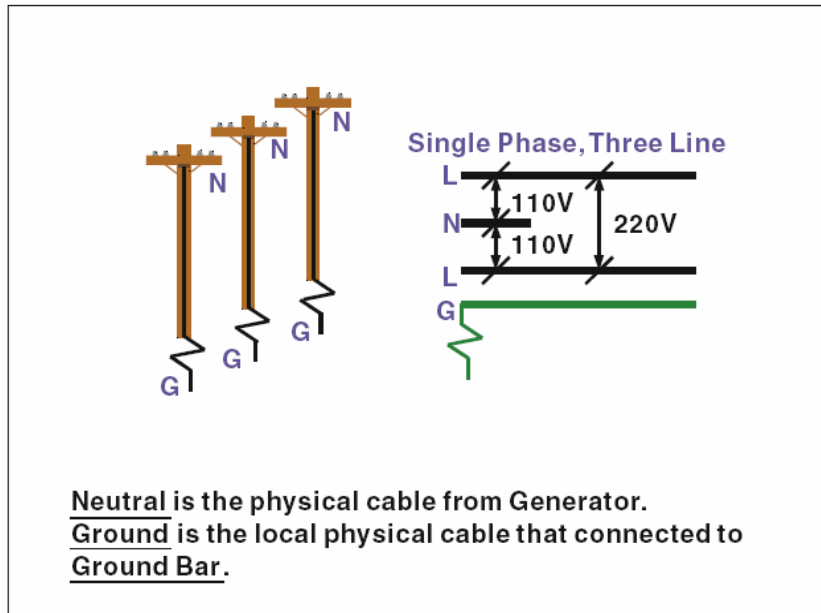 N
N
N
G
G
G
Single Phase, Three Line
L
110V
N
220V
110V
L
G
Neutral is the physical cable from Generator.
Ground is the local physical cable that connected to
Ground Bar.